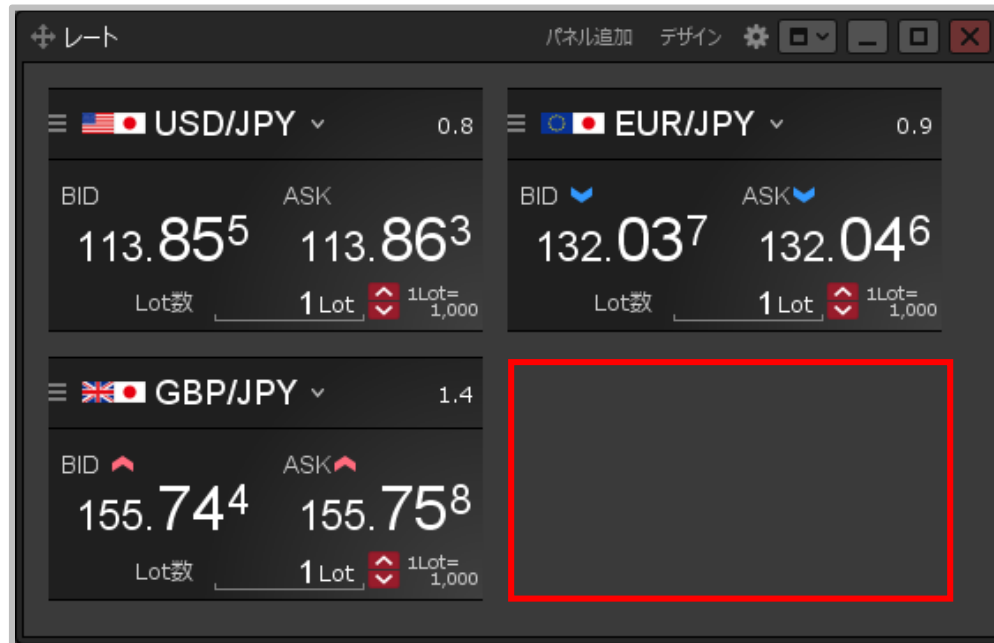 レート パネル追加 デザイン
USD/JPY 0.8
BID ASK
113.855 113.863
Lot数 1 Lot 1Lot=
1,000
EUR/JPY 0.9
BID ASK
132.037 132.046
Lot数 1 Lot 1Lot=
1,000
GBP/JPY 1.4
BID ASK
155.744 155.758
Lot数 1 Lot 1Lot=
1,000